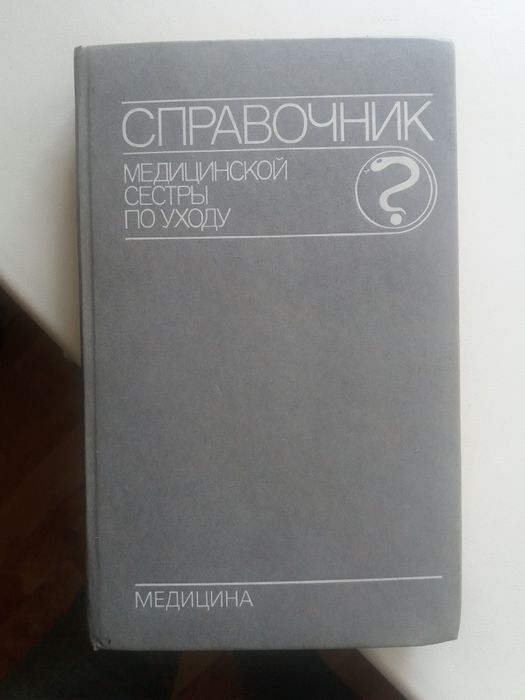 СПРАВОЧНИК
МЕДИЦИНСКОЙ
СЕСТРЫ
ПО УХОДУ
?
МЕДИЦИНА